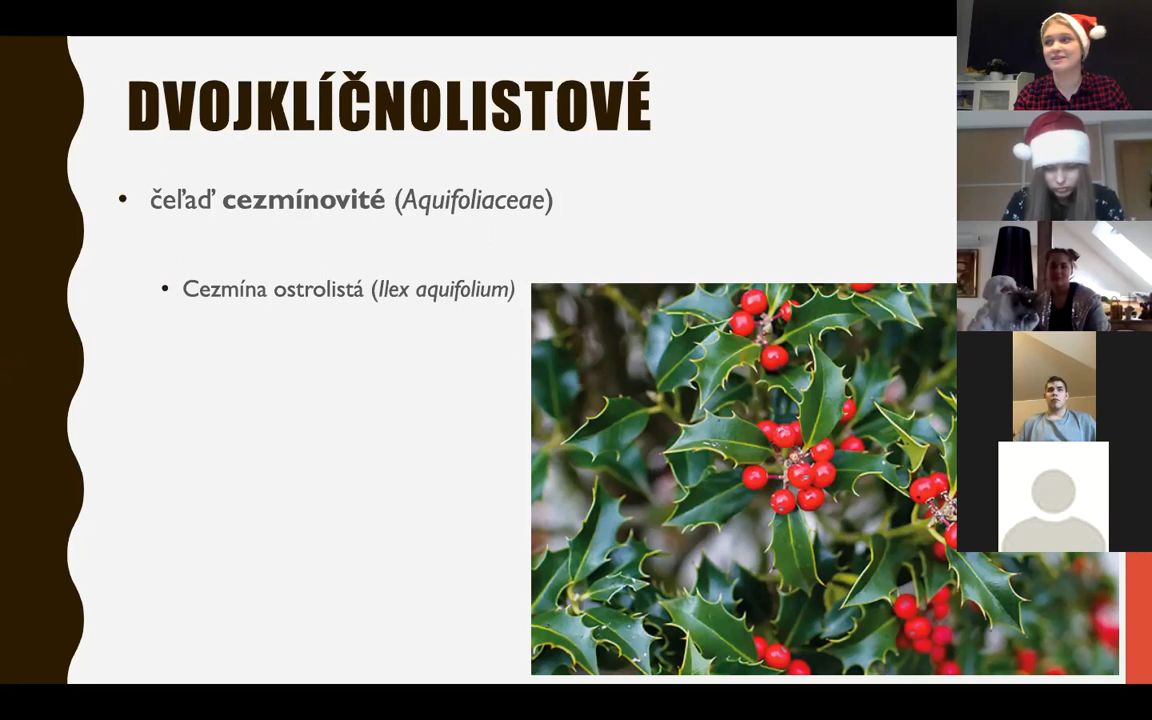 DVOJKLÍČNOLISTOVÉ
• čeľaď cezmínovité (Aquifoliaceae)
• Cezmína ostrolistá (Ilex aquifolium)